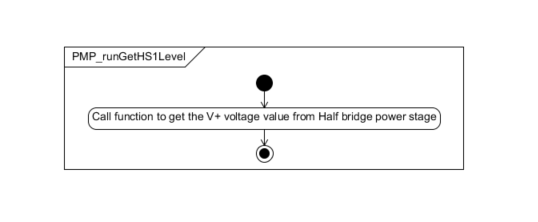 PMP_runGetHS1Level
Call function to get the V+ voltage value from Half bridge power stage